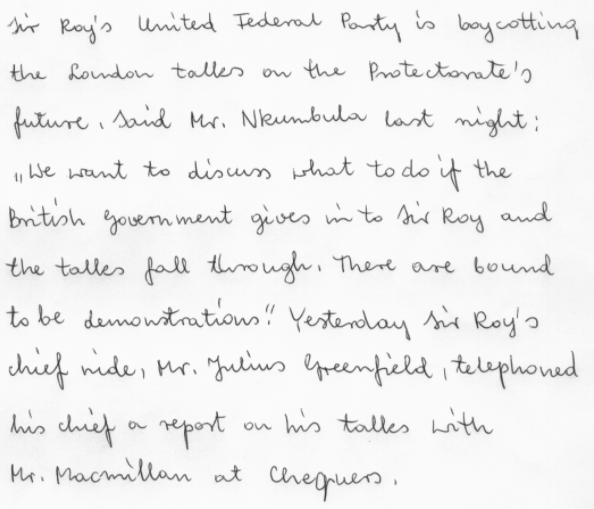 Sir Roy's United Federal Party is boycotting
the London talks on the Protectorate's
future. Said Mr. Nkumbula last night:
"We want to discuss what to do if the
British Government gives in to Sir Roy and
the talks fall through. There are bound
to be demonstrations." Yesterday Sir Roy's
chief aide, Mr. Julius Greenfield, telephoned
his chief a report on his talks with
Mr. Macmillan at Chequers.